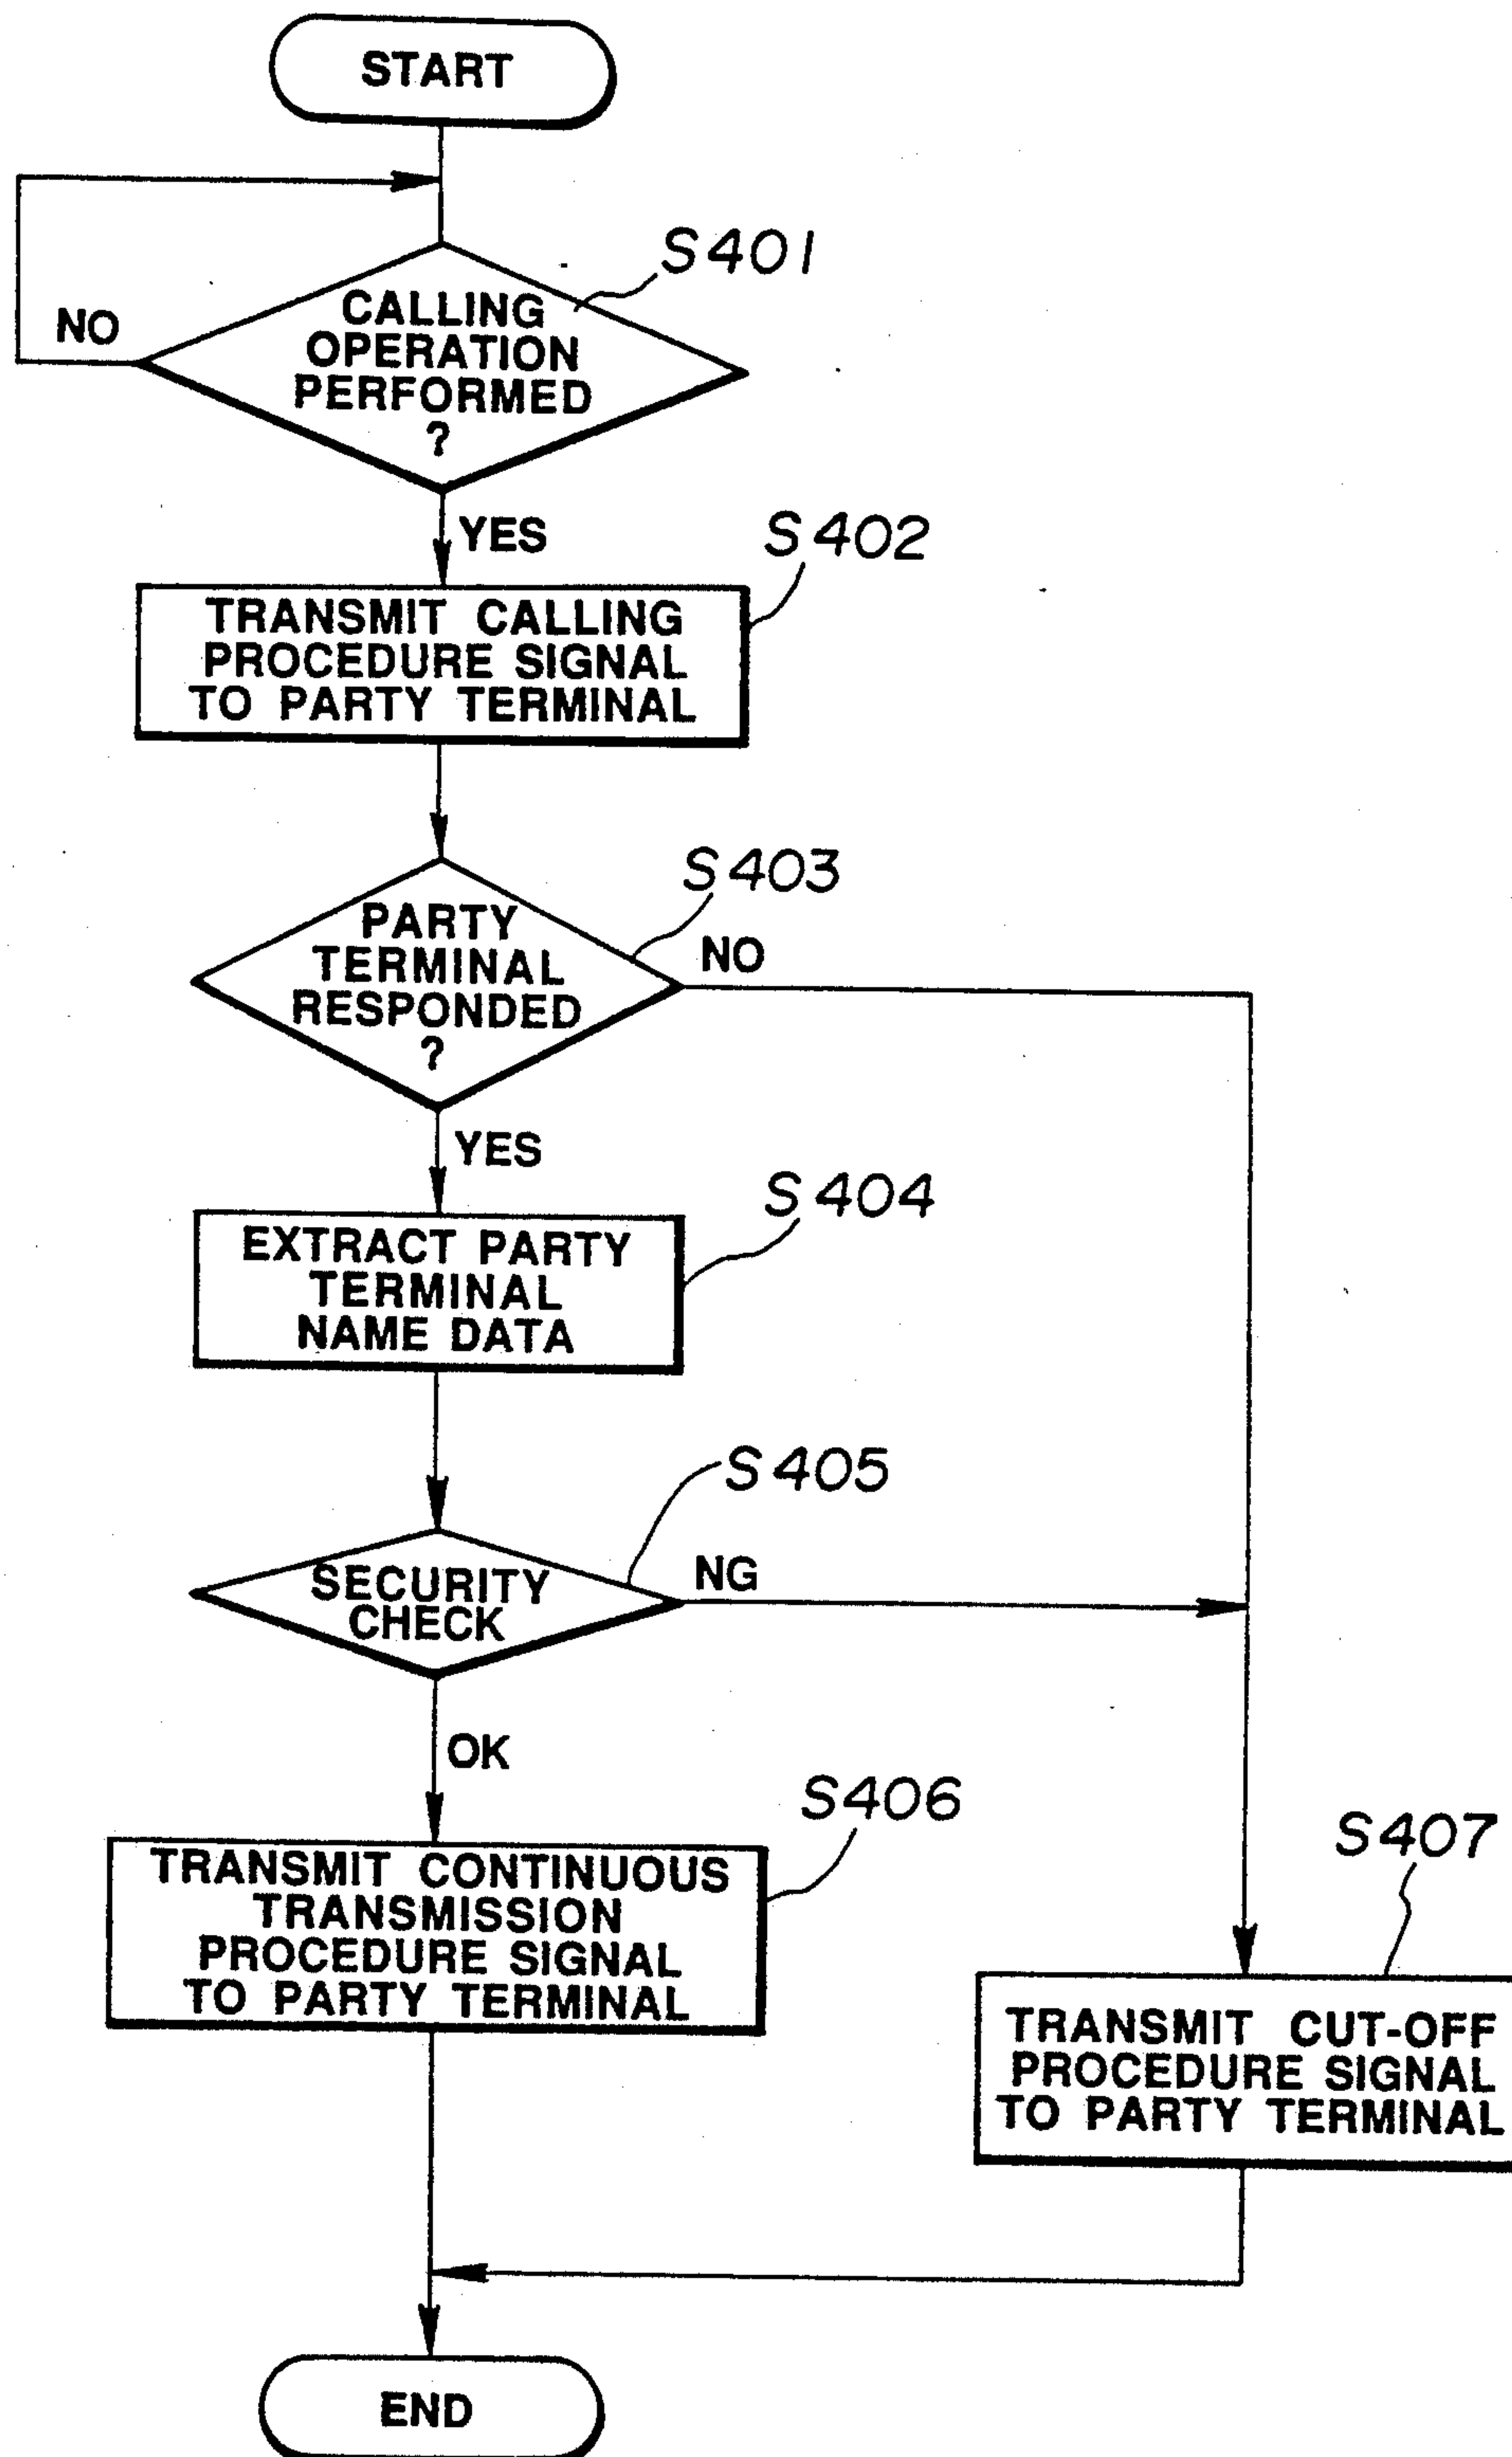 START
S401
CALLING
OPERATION
PERFORMED
?
NO
YES
S402
TRANSMIT CALLING
PROCEDURE SIGNAL
TO PARTY TERMINAL
S403
PARTY
TERMINAL
RESPONDED
?
NO
YES
S404
EXTRACT PARTY
TERMINAL
NAME DATA
S405
SECURITY
CHECK
NG
OK
S406
TRANSMIT CONTINUOUS
TRANSMISSION
PROCEDURE SIGNAL
TO PARTY TERMINAL
S407
TRANSMIT CUT-OFF
PROCEDURE SIGNAL
TO PARTY TERMINAL
END